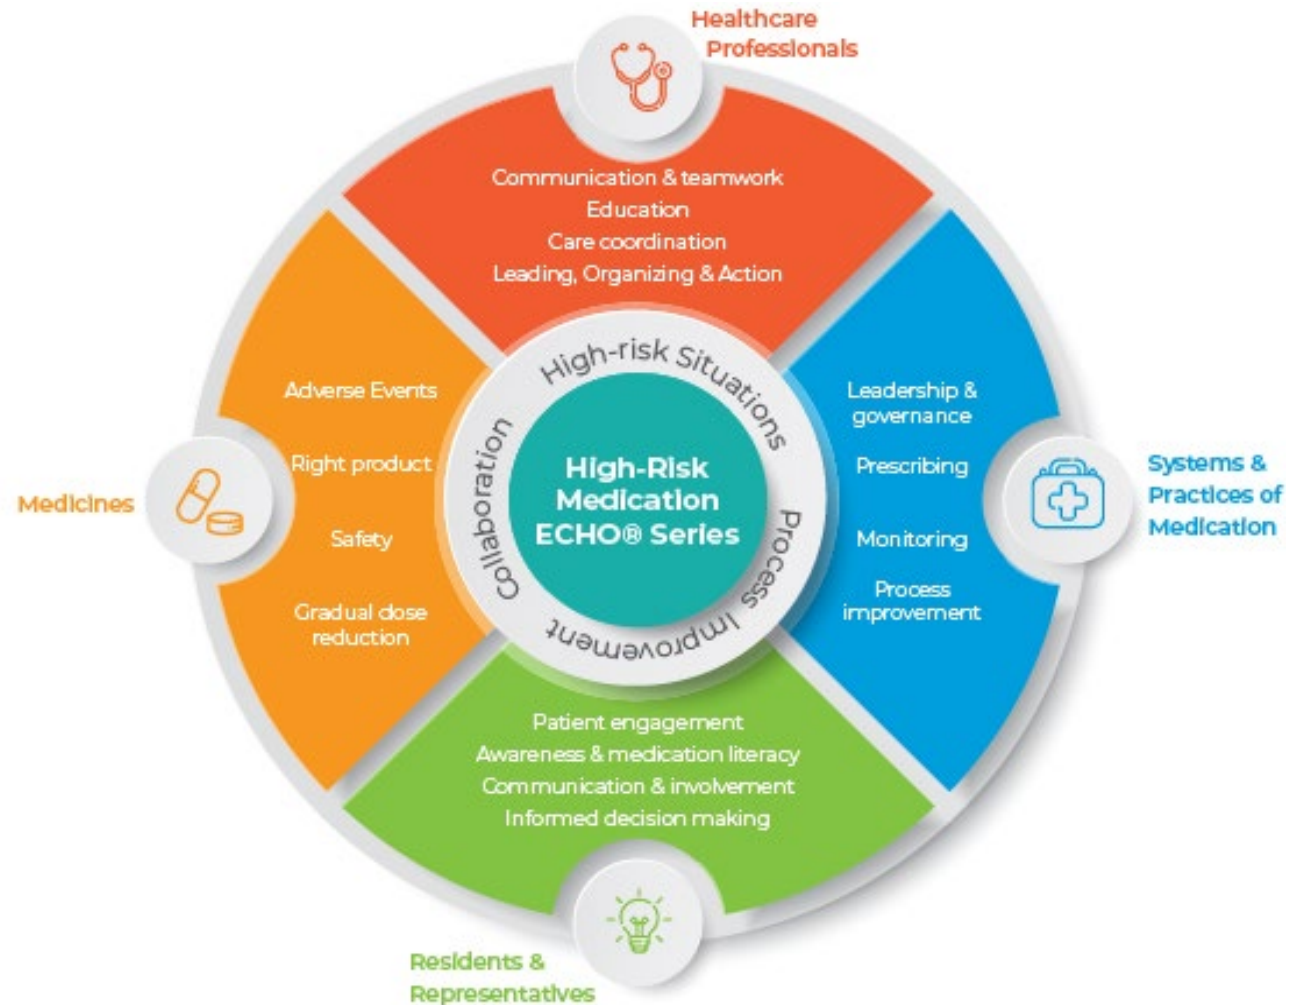 Healthcare
Professionals
Communication & teamwork
Education
Care coordination
Leading, Organizing & Action
High-risk Situations
Process Improvement
Collaboration
High-Risk
Medication
ECHO® Series
Leadership &
governance
Prescribing
Monitoring
Process
improvement
Systems &
Practices of
Medication
Patient engagement
Awareness & medication literacy
Communication & involvement
Informed decision making
Residents &
Representatives
Adverse Events
Right product
Safety
Gradual dose
reduction
Medicines